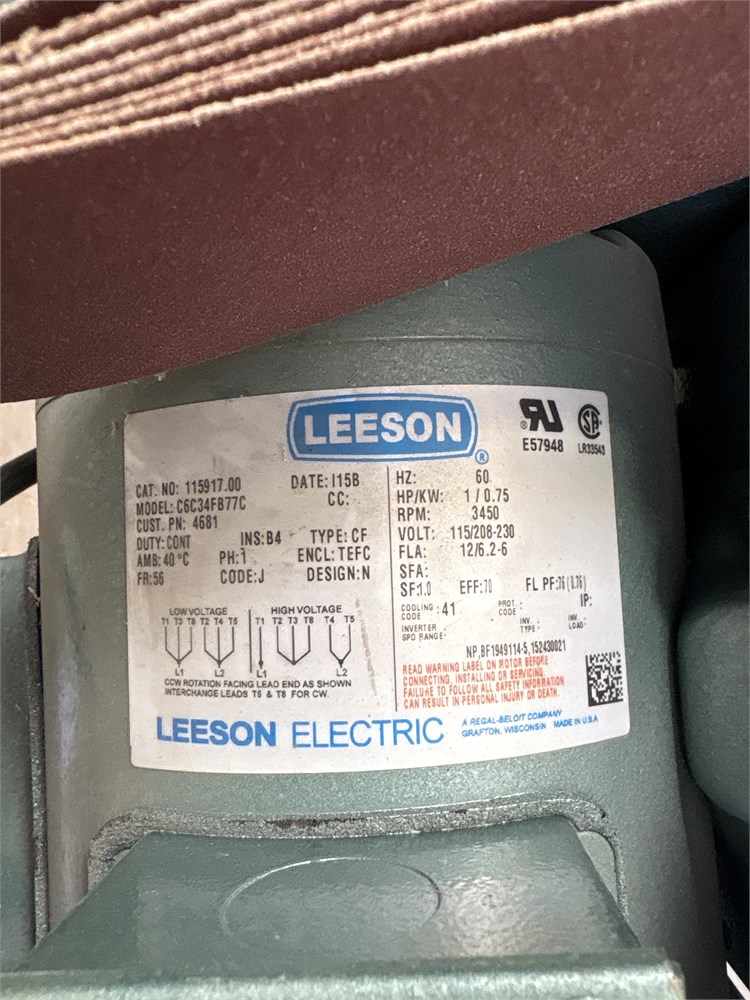 LEESON
®
E57948
LR33543
CAT. NO: 115917.00 DATE: I15B
MODEL: C6C34FB77C CC:
CUST. PN: 4681
DUTY: CONT INS: B4 TYPE: CF
AMB: 40 °C PH: 1 ENCL: TEFC
FR: 56 CODE: J DESIGN: N
HZ: 60
HP/KW: 1 / 0.75
RPM: 3450
VOLT: 115/208-230
FLA: 12/6.2-6
SFA:
SF: 1.0 EFF: 70 FL PF: 76 (0.76)
COOLING CODE : 41 PROT. CODE : IP:
INVERTER SPD RANGE: INV. TYPE: INV. LOAD:
NP,BF1949114-5,152430021
LOW VOLTAGE HIGH VOLTAGE
T1 T3 T8 T2 T4 T5 T1 T2 T3 T8 T4 T5
L1 L2 L1 L2
CCW ROTATION FACING LEAD END AS SHOWN
INTERCHANGE LEADS T5 & T8 FOR CW.
READ WARNING LABEL ON MOTOR BEFORE
CONNECTING, INSTALLING OR SERVICING.
FAILURE TO FOLLOW ALL SAFETY INFORMATION
CAN RESULT IN PERSONAL INJURY OR DEATH.
LEESON ELECTRIC
A REGAL-BELOIT COMPANY
GRAFTON, WISCONSIN MADE IN U.S.A